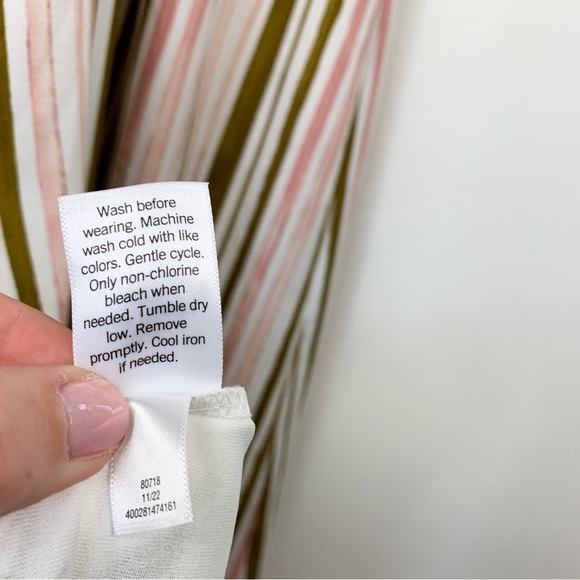 Wash before
wearing. Machine
wash cold with like
colors. Gentle cycle.
Only non-chlorine
bleach when
needed. Tumble dry
low. Remove
promptly. Cool iron
if needed.
80718
11/22
400281474161